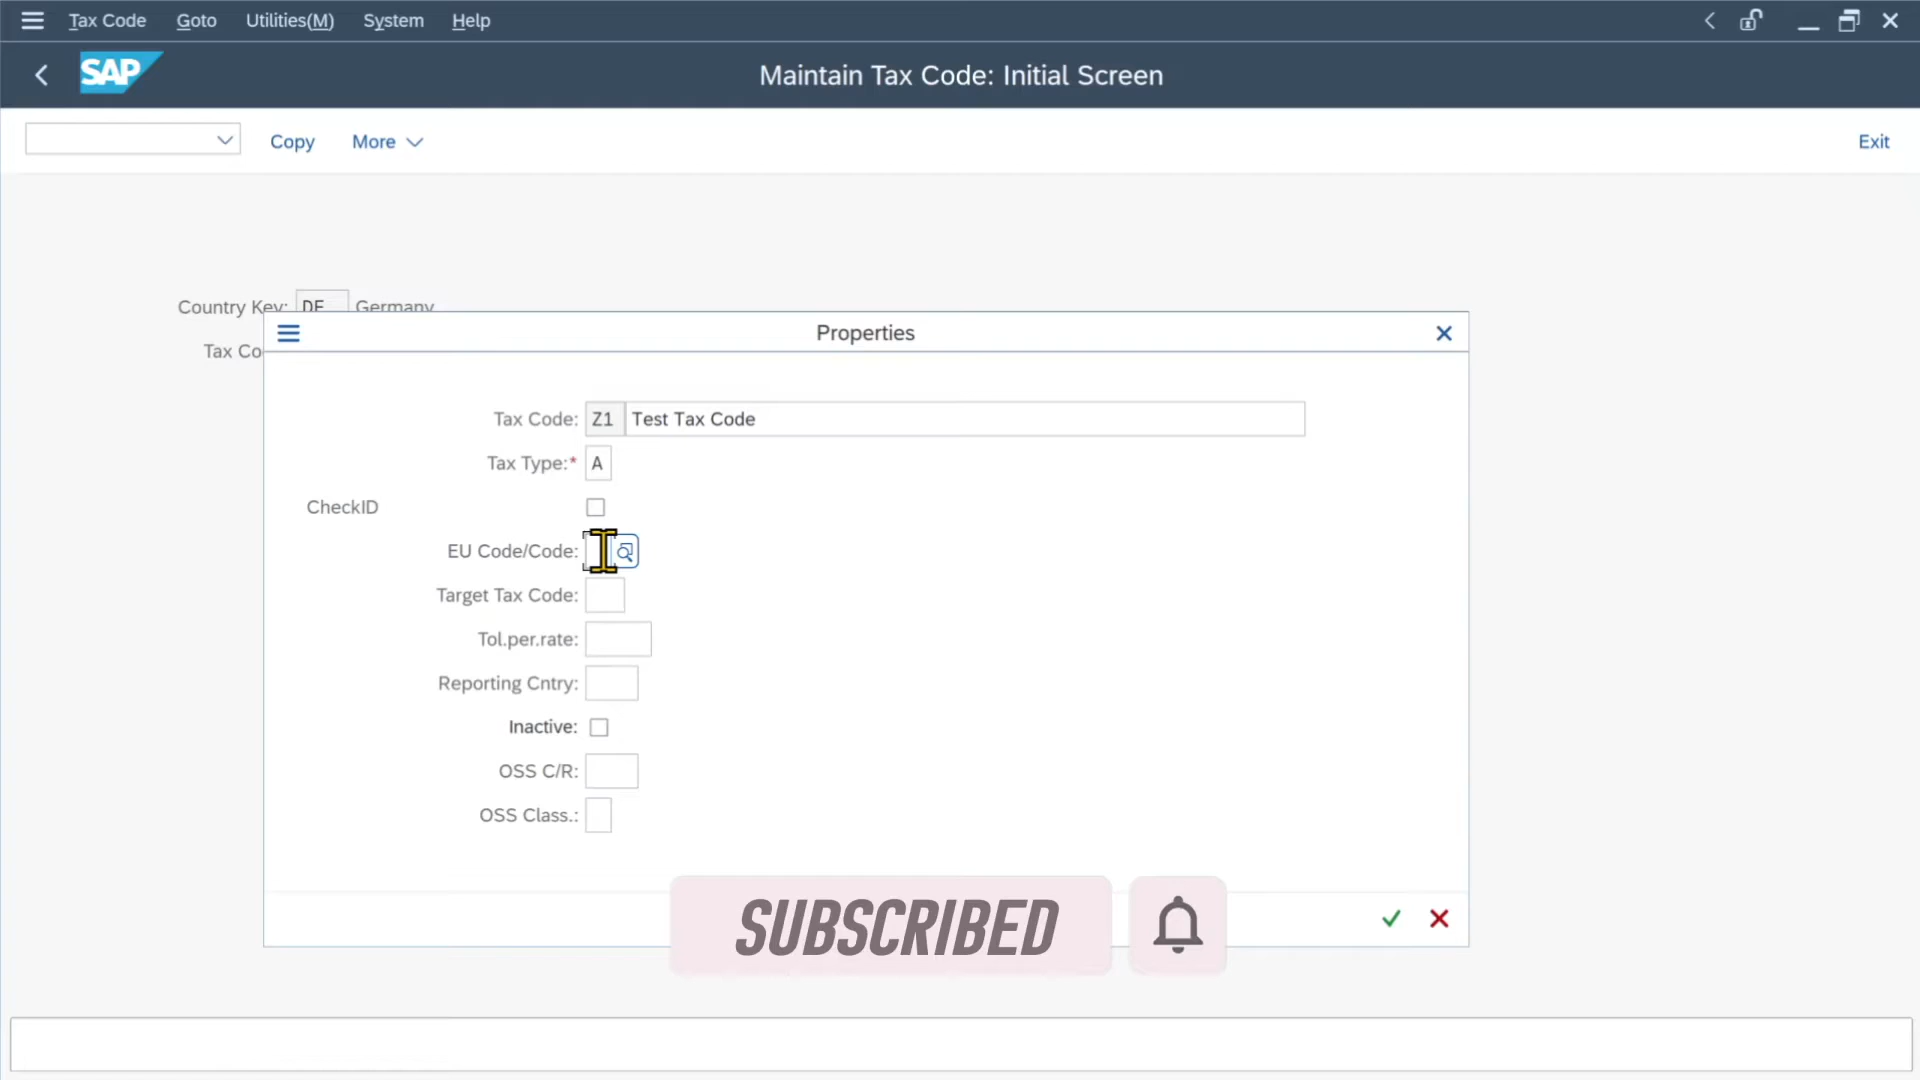 Tax Code Goto Utilities(M) System Help
SAP Maintain Tax Code: Initial Screen
Copy More Exit
Country Key: DE Germany
Tax Co
Properties
Tax Code: Z1 Test Tax Code
Tax Type:* A
CheckID
EU Code/Code:
Target Tax Code:
Tol.per.rate:
Reporting Cntry:
Inactive:
OSS C/R:
OSS Class.:
SUBSCRIBED